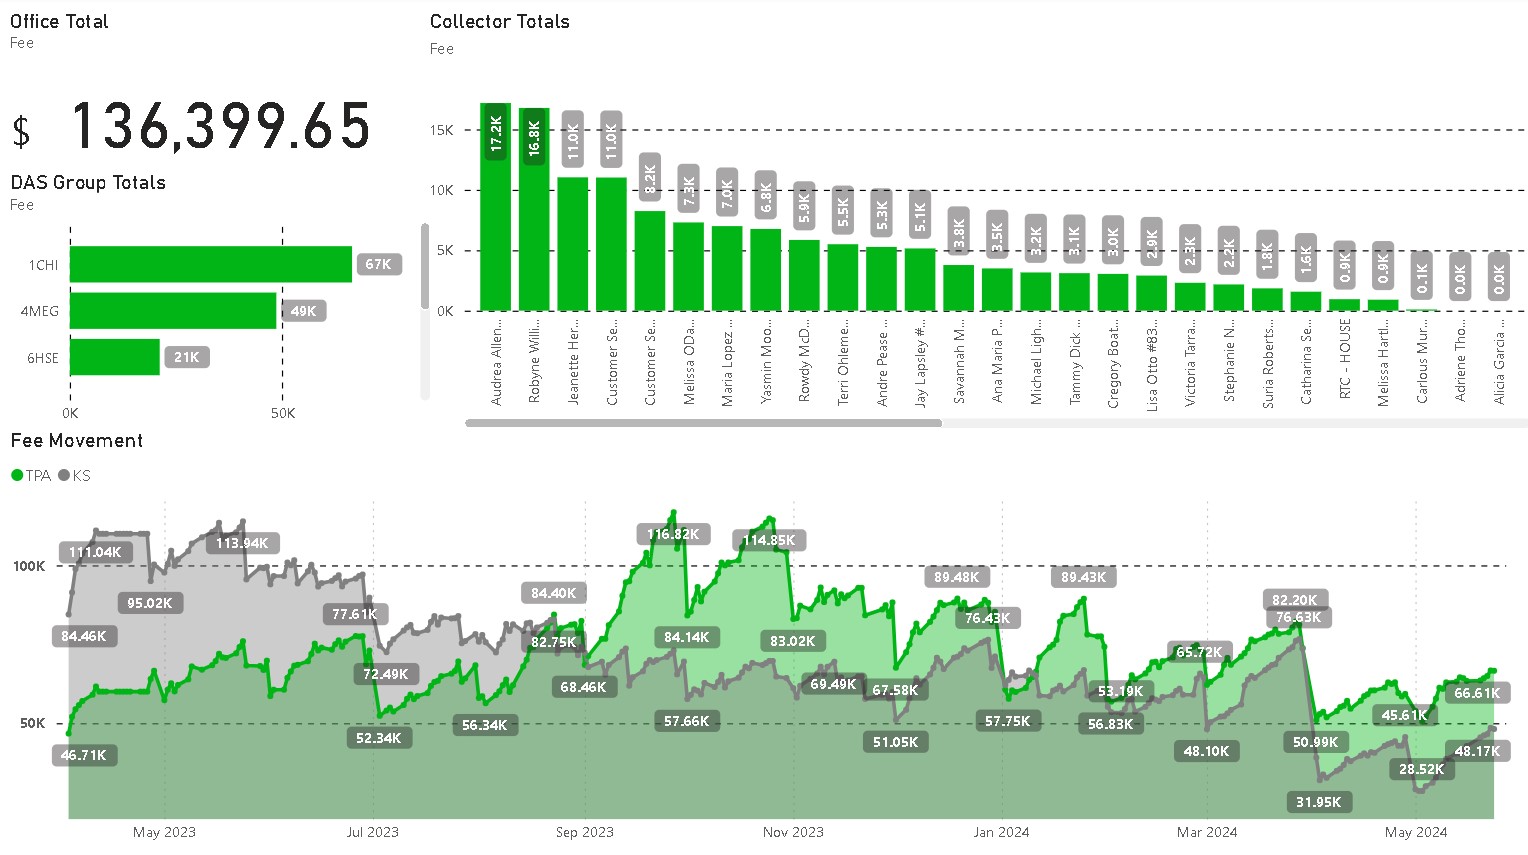 Office Total
Fee
$ 136,399.65
DAS Group Totals
Fee
1CHI
67K
4MEG
49K
6HSE
21K
0K
50K
Collector Totals
Fee
15K
10K
5K
0K
17.2K
16.8K
11.0K
11.0K
8.2K
7.3K
7.0K
6.8K
5.9K
5.5K
5.3K
5.1K
3.8K
3.5K
3.2K
3.1K
3.0K
2.9K
2.3K
2.2K
1.8K
1.6K
0.9K
0.9K
0.1K
0.0K
0.0K
Audrea Allen...
Robyne Willi...
Jeanette Her...
Customer Se...
Customer Se...
Melissa ODa...
Maria Lopez ...
Yasmin Moo...
Rowdy McD...
Terri Ohleme...
Andre Pease ...
Jay Lapsley #...
Savannah M...
Ana Maria P...
Michael Ligh...
Tammy Dick ...
Cregory Boat...
Lisa Otto #83...
Victoria Tarra...
Stephanie N...
Suria Roberts...
Catharina Se...
RTC - HOUSE
Melissa Hartl...
Carlous Mur...
Adriene Tho...
Alicia Garcia ...
Fee Movement
TPA KS
100K
50K
111.04K
84.46K
46.71K
95.02K
113.94K
77.61K
72.49K
52.34K
56.34K
84.40K
82.75K
68.46K
116.82K
84.14K
57.66K
114.85K
83.02K
69.49K
67.58K
51.05K
89.48K
76.43K
57.75K
89.43K
53.19K
56.83K
65.72K
48.10K
82.20K
76.63K
50.99K
31.95K
45.61K
28.52K
66.61K
48.17K
May 2023
Jul 2023
Sep 2023
Nov 2023
Jan 2024
Mar 2024
May 2024